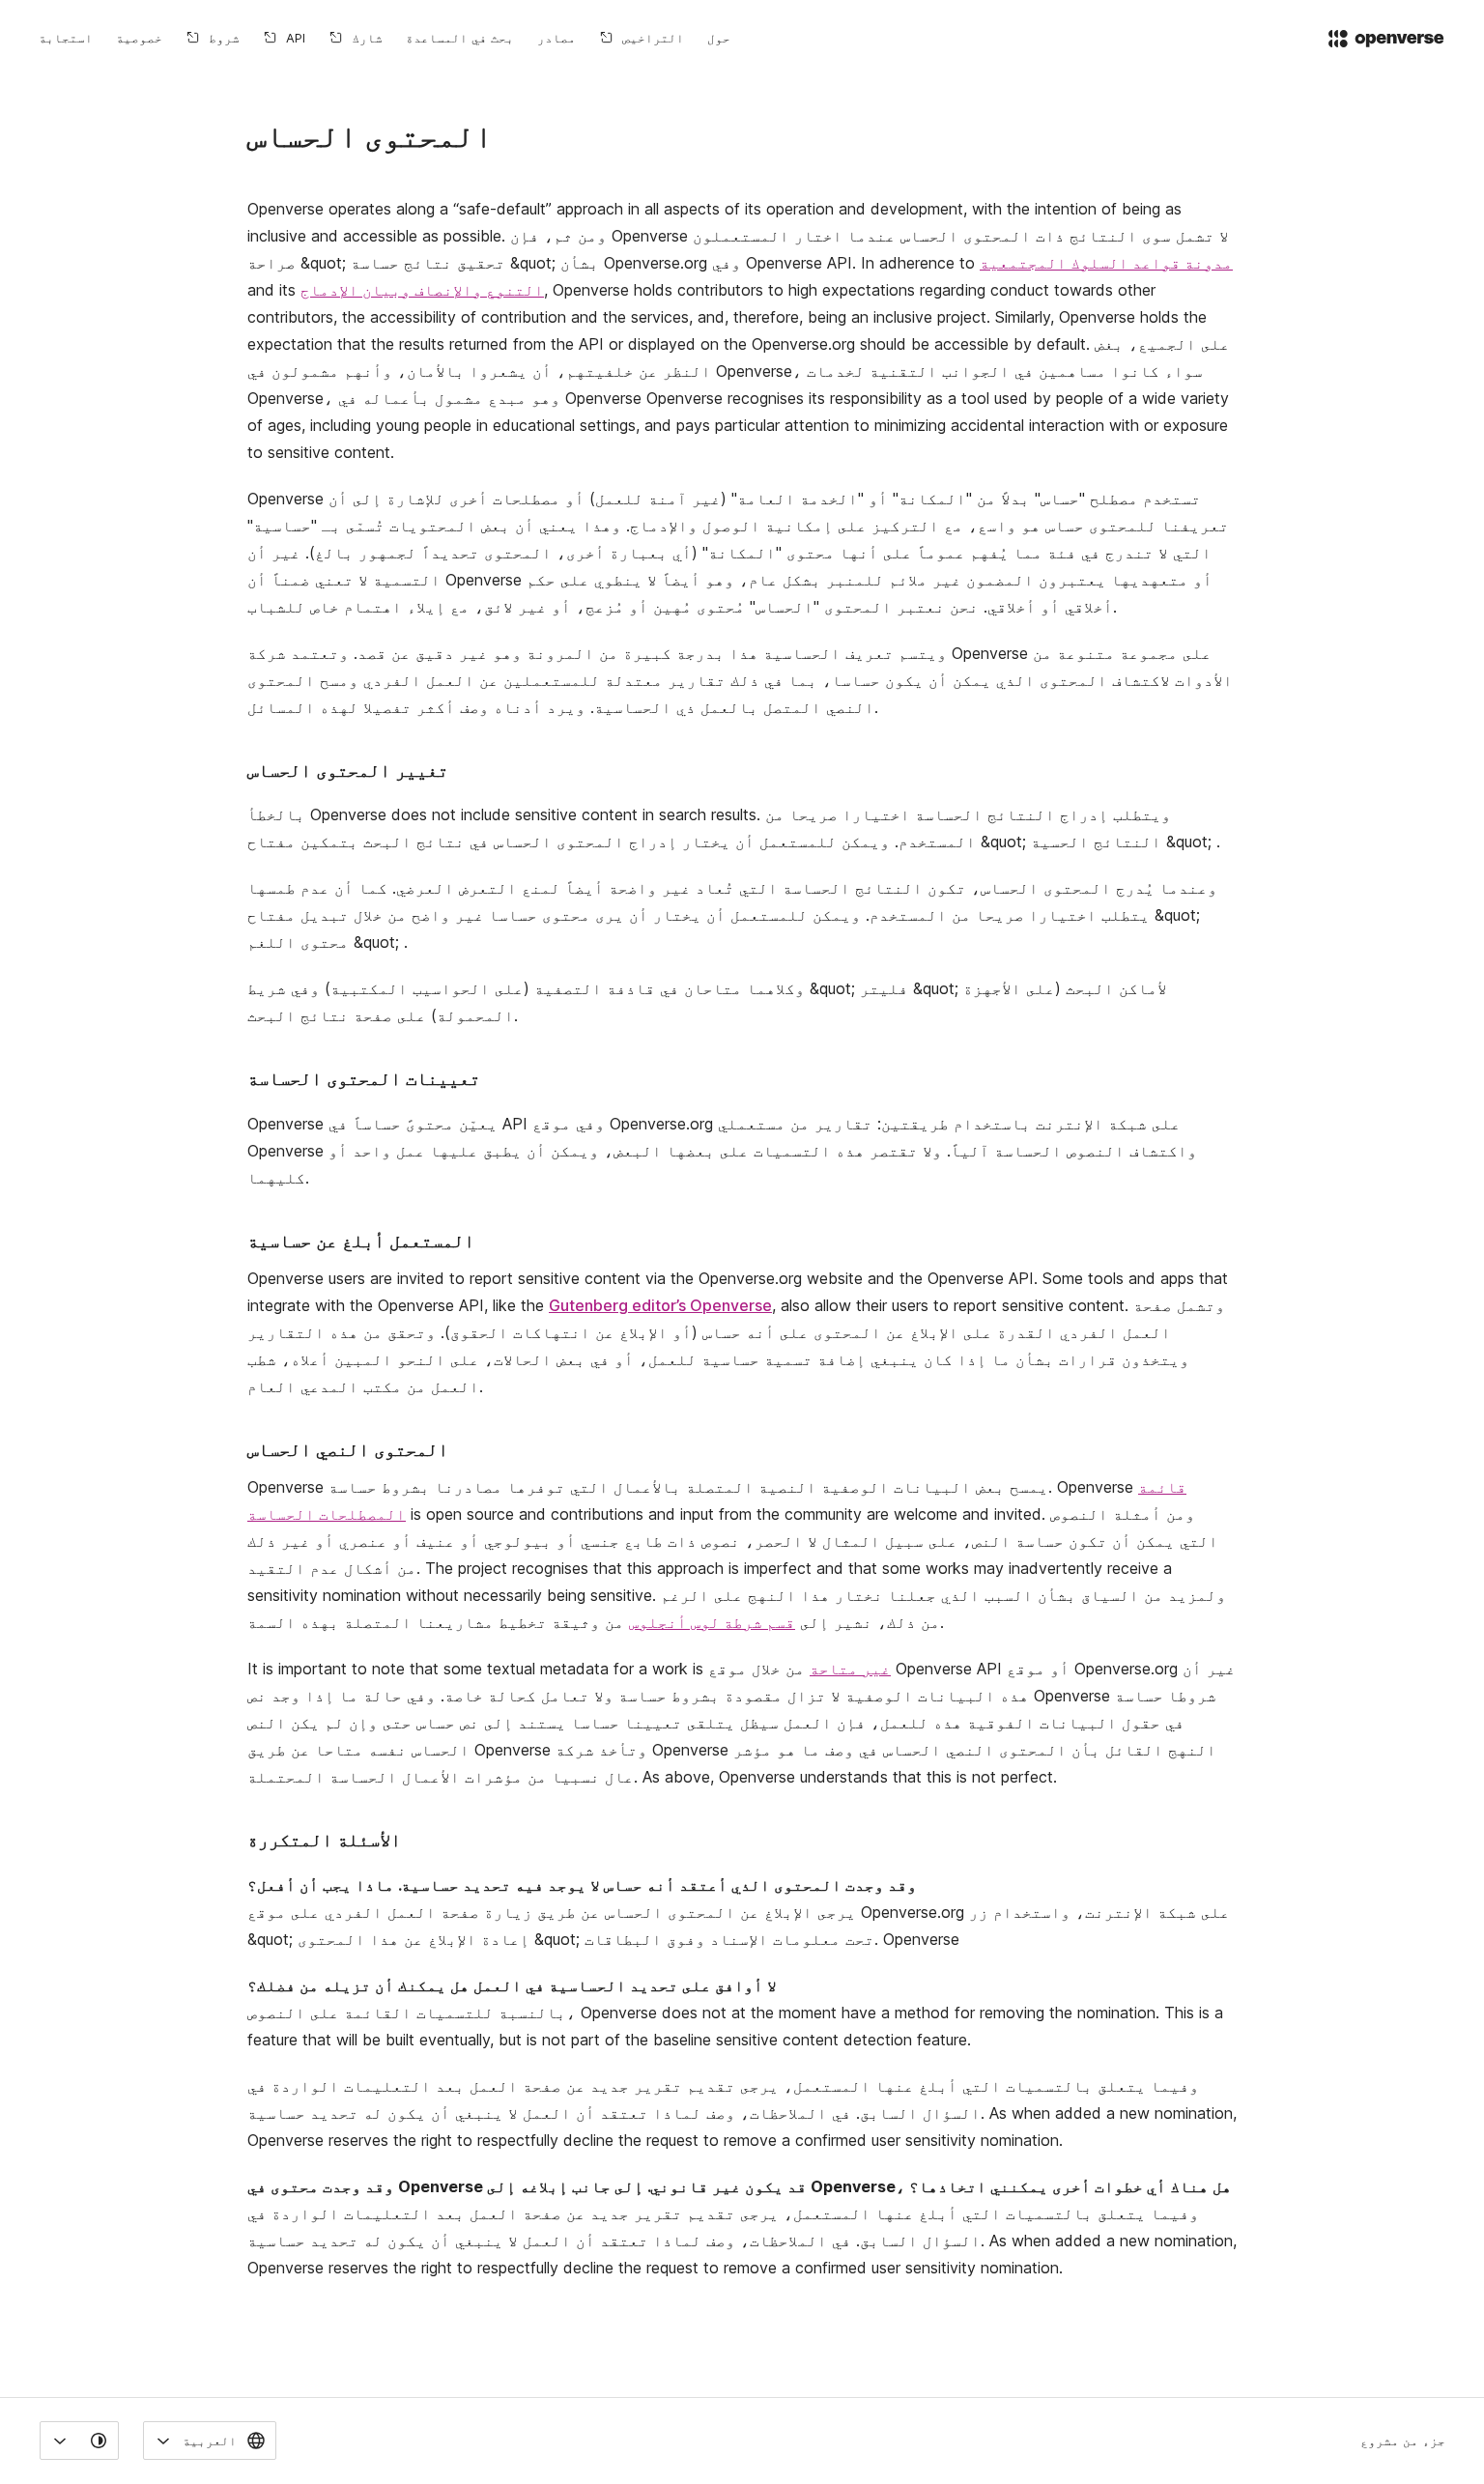 openverse
حول
التراخيص
مصادر
بحث في المساعدة
شارك
API
شروط
خصوصية
استجابة
المحتوى الحساس
Openverse operates along a “safe-default” approach in all aspects of its operation and development, with the intention of being as
inclusive and accessible as possible. ومن ثم، فإن Openverse لا تشمل سوى النتائج ذات المحتوى الحساس عندما اختار المستعملون
صراحة &quot; تحقيق نتائج حساسة &quot; بشأن Openverse.org وفي Openverse API. In adherence to مدونة قواعد السلوك المجتمعية
and its التنوع والإنصاف وبيان الإدماج, Openverse holds contributors to high expectations regarding conduct towards other
contributors, the accessibility of contribution and the services, and, therefore, being an inclusive project. Similarly, Openverse holds the
expectation that the results returned from the API or displayed on the Openverse.org should be accessible by default. على الجميع، بغض
النظر عن خلفيتهم، أن يشعروا بالأمان، وأنهم مشمولون في Openverse، سواء كانوا مساهمين في الجوانب التقنية لخدمات
Openverse، وهو مبدع مشمول بأعماله في Openverse Openverse recognises its responsibility as a tool used by people of a wide variety
of ages, including young people in educational settings, and pays particular attention to minimizing accidental interaction with or exposure
to sensitive content.
Openverse تستخدم مصطلح "حساس" بدلاً من "المكانة" أو "الخدمة العامة" (غير آمنة للعمل) أو مصطلحات أخرى للإشارة إلى أن
تعريفنا للمحتوى حساس هو واسع، مع التركيز على إمكانية الوصول والإدماج. وهذا يعني أن بعض المحتويات تُسمّى بـ "حساسية"
التي لا تندرج في فئة مما يُفهم عموماً على أنها محتوى "المكانة" (أي بعبارة أخرى، المحتوى تحديداً لجمهور بالغ). غير أن
التسمية لا تعني ضمناً أن Openverse أو متعهديها يعتبرون المضمون غير ملائم للمنبر بشكل عام، وهو أيضاً لا ينطوي على حكم
أخلاقي أو أخلاقي. نحن نعتبر المحتوى "الحساس" مُحتوى مُهين أو مُزعج، أو غير لائق، مع إيلاء اهتمام خاص للشباب.
ويتسم تعريف الحساسية هذا بدرجة كبيرة من المرونة وهو غير دقيق عن قصد. وتعتمد شركة Openverse على مجموعة متنوعة من
الأدوات لاكتشاف المحتوى الذي يمكن أن يكون حساسا، بما في ذلك تقارير معتدلة للمستعملين عن العمل الفردي ومسح المحتوى
النصي المتصل بالعمل ذي الحساسية. ويرد أدناه وصف أكثر تفصيلا لهذه المسائل.
تغيير المحتوى الحساس
بالخطأ Openverse does not include sensitive content in search results. ويتطلب إدراج النتائج الحساسة اختيارا صريحا من
المستخدم. ويمكن للمستعمل أن يختار إدراج المحتوى الحساس في نتائج البحث بتمكين مفتاح &quot; النتائج الحسية &quot; .
وعندما يُدرج المحتوى الحساس، تكون النتائج الحساسة التي تُعاد غير واضحة أيضاً لمنع التعرض العرضي. كما أن عدم طمسها
يتطلب اختيارا صريحا من المستخدم. ويمكن للمستعمل أن يختار أن يرى محتوى حساسا غير واضح من خلال تبديل مفتاح &quot;
محتوى اللغم &quot; .
وكلاهما متاحان في قاذفة التصفية (على الحواسيب المكتبية) وفي شريط &quot; فليتر &quot; لأماكن البحث (على الأجهزة
المحمولة) على صفحة نتائج البحث.
تعيينات المحتوى الحساسة
Openverse يعيّن محتوىً حساساً في API وفي موقع Openverse.org على شبكة الإنترنت باستخدام طريقتين: تقارير من مستعملي
Openverse واكتشاف النصوص الحساسة آلياً. ولا تقتصر هذه التسميات على بعضها البعض، ويمكن أن يطبق عليها عمل واحد أو
كليهما.
المستعمل أبلغ عن حساسية
Openverse users are invited to report sensitive content via the Openverse.org website and the Openverse API. Some tools and apps that
integrate with the Openverse API, like the Gutenberg editor’s Openverse, also allow their users to report sensitive content. وتشمل صفحة
العمل الفردي القدرة على الإبلاغ عن المحتوى على أنه حساس (أو الإبلاغ عن انتهاكات الحقوق). وتحقق من هذه التقارير
ويتخذون قرارات بشأن ما إذا كان ينبغي إضافة تسمية حساسية للعمل، أو في بعض الحالات، على النحو المبين أعلاه، شطب
العمل من مكتب المدعي العام.
المحتوى النصي الحساس
Openverse يمسح بعض البيانات الوصفية النصية المتصلة بالأعمال التي توفرها مصادرنا بشروط حساسة. Openverse قائمة
المصطلحات الحساسة is open source and contributions and input from the community are welcome and invited. ومن أمثلة النصوص
التي يمكن أن تكون حساسة النص، على سبيل المثال لا الحصر، نصوص ذات طابع جنسي أو بيولوجي أو عنيف أو عنصري أو غير ذلك
من أشكال عدم التقيد. The project recognises that this approach is imperfect and that some works may inadvertently receive a
sensitivity nomination without necessarily being sensitive. ولمزيد من السياق بشأن السبب الذي جعلنا نختار هذا النهج على الرغم
من ذلك، نشير إلى قسم شرطة لوس أنجلوس من وثيقة تخطيط مشاريعنا المتصلة بهذه السمة.
It is important to note that some textual metadata for a work is غير متاحة من خلال موقع Openverse API أو موقع Openverse.org غير أن
هذه البيانات الوصفية لا تزال مقصودة بشروط حساسة ولا تعامل كحالة خاصة. وفي حالة ما إذا وجد نص Openverse شروطا حساسة
في حقول البيانات الفوقية هذه للعمل، فإن العمل سيظل يتلقى تعيينا حساسا يستند إلى نص حساس حتى وإن لم يكن النص
الحساس نفسه متاحا عن طريق Openverse وتأخذ شركة Openverse النهج القائل بأن المحتوى النصي الحساس في وصف ما هو مؤشر
عال نسبيا من مؤشرات الأعمال الحساسة المحتملة. As above, Openverse understands that this is not perfect.
الأسئلة المتكررة
وقد وجدت المحتوى الذي أعتقد أنه حساس لا يوجد فيه تحديد حساسية. ماذا يجب أن أفعل؟
يرجى الإبلاغ عن المحتوى الحساس عن طريق زيارة صفحة العمل الفردي على موقع Openverse.org على شبكة الإنترنت، واستخدام زر
&quot; إعادة الإبلاغ عن هذا المحتوى &quot; تحت معلومات الإسناد وفوق البطاقات. Openverse
لا أوافق على تحديد الحساسية في العمل هل يمكنك أن تزيله من فضلك؟
بالنسبة للتسميات القائمة على النصوص، Openverse does not at the moment have a method for removing the nomination. This is a
feature that will be built eventually, but is not part of the baseline sensitive content detection feature.
وفيما يتعلق بالتسميات التي أبلغ عنها المستعمل، يرجى تقديم تقرير جديد عن صفحة العمل بعد التعليمات الواردة في
السؤال السابق. في الملاحظات، وصف لماذا تعتقد أن العمل لا ينبغي أن يكون له تحديد حساسية. As when added a new nomination,
Openverse reserves the right to respectfully decline the request to remove a confirmed user sensitivity nomination.
وقد وجدت محتوى في Openverse قد يكون غير قانوني. إلى جانب إبلاغه إلى Openverse، هل هناك أي خطوات أخرى يمكنني اتخاذها؟
وفيما يتعلق بالتسميات التي أبلغ عنها المستعمل، يرجى تقديم تقرير جديد عن صفحة العمل بعد التعليمات الواردة في
السؤال السابق. في الملاحظات، وصف لماذا تعتقد أن العمل لا ينبغي أن يكون له تحديد حساسية. As when added a new nomination,
Openverse reserves the right to respectfully decline the request to remove a confirmed user sensitivity nomination.
جزء من مشروع
العربية